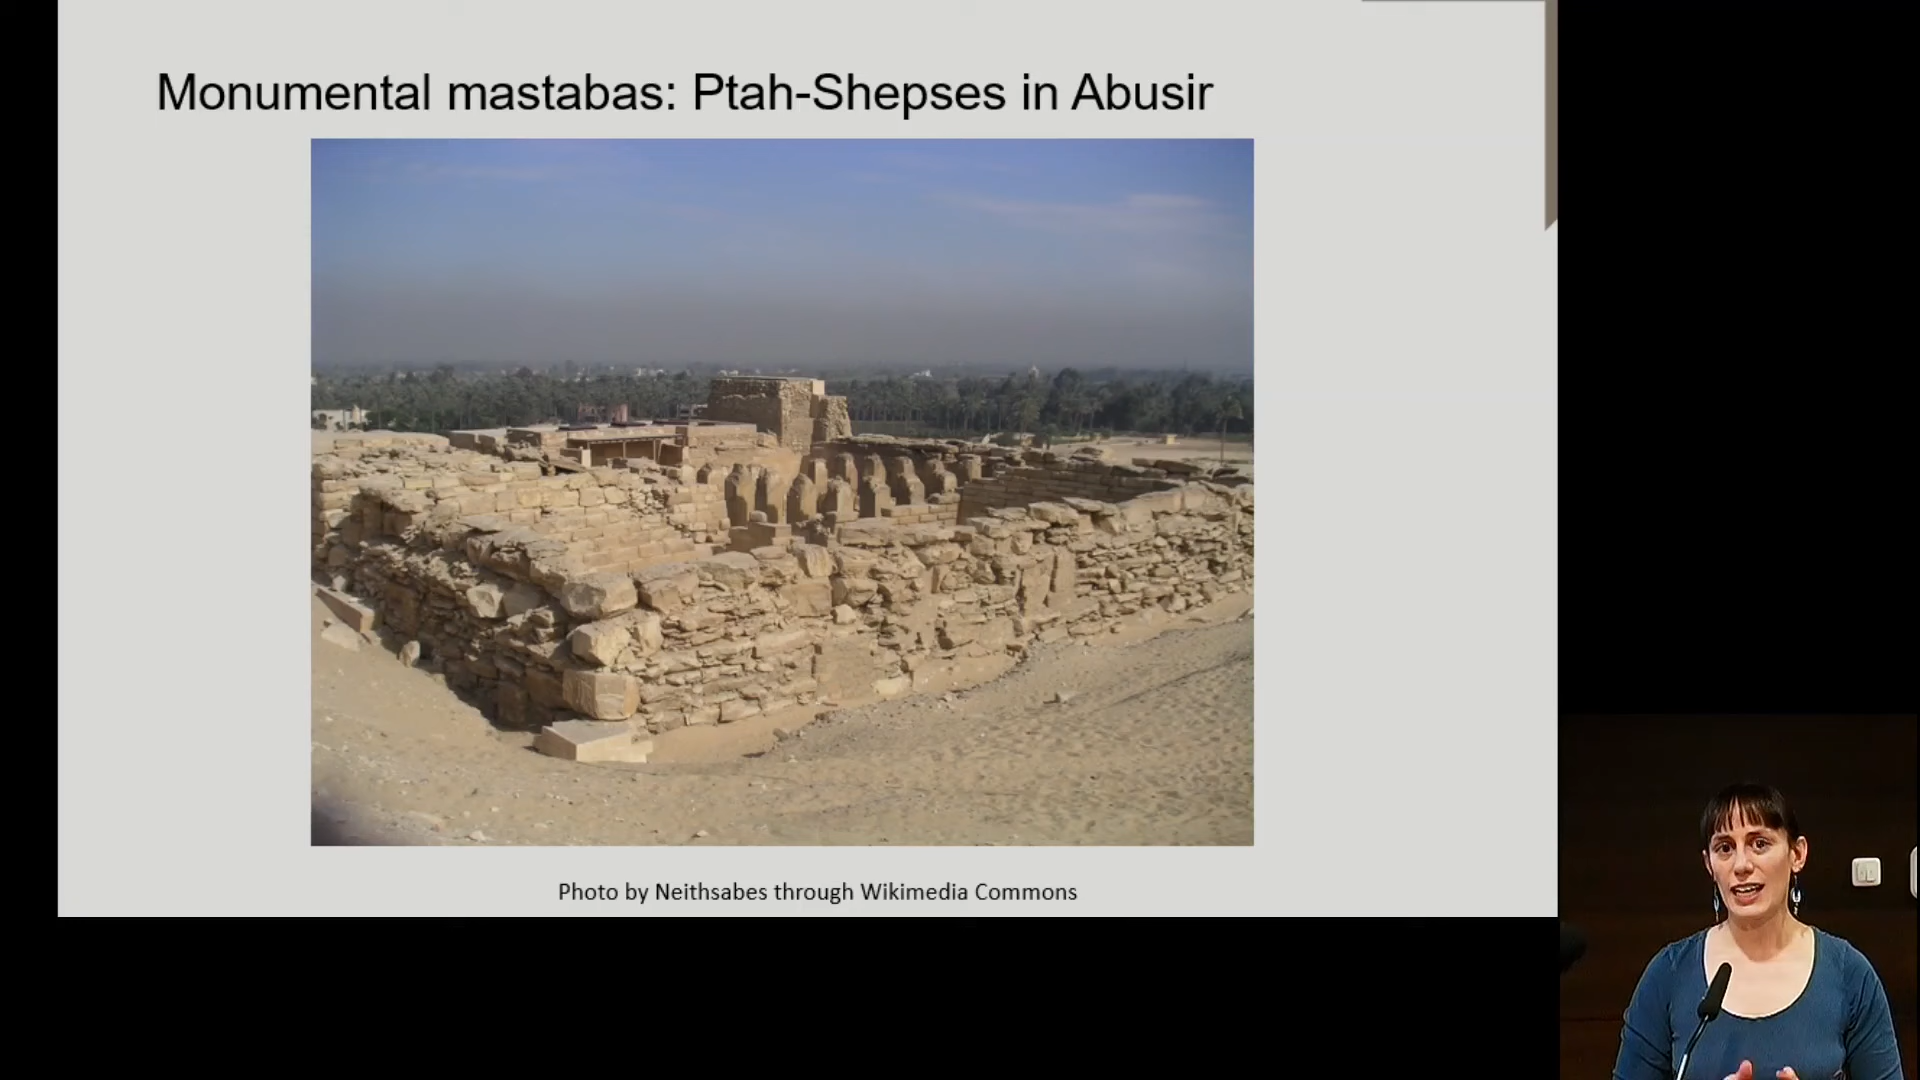 Monumental mastabas: Ptah-Shepses in Abusir
Photo by Neithsabes through Wikimedia Commons